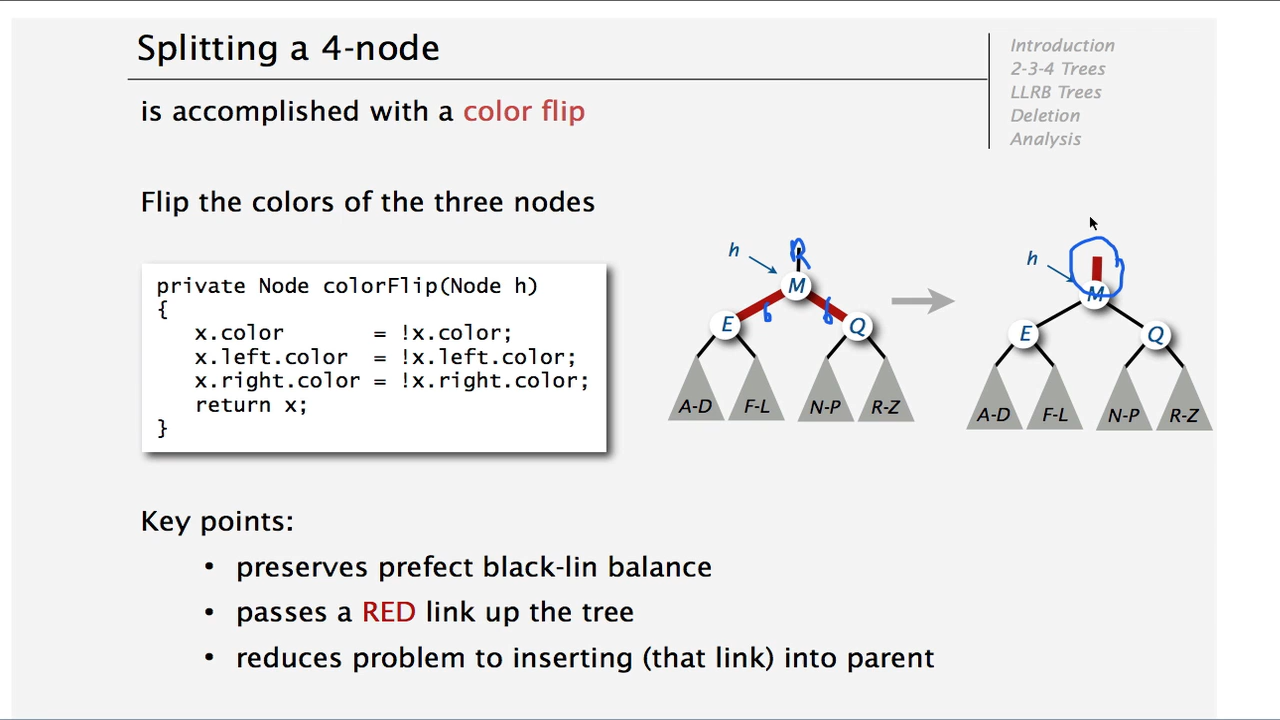 Splitting a 4-node
Introduction
2-3-4 Trees
LLRB Trees
Deletion
Analysis
is accomplished with a color flip
Flip the colors of the three nodes
private Node colorFlip(Node h)
{
x.color = !x.color;
x.left.color = !x.left.color;
x.right.color = !x.right.color;
return x;
}
h
R
M
b b
E Q
A-D F-L N-P R-Z
h
M
E Q
A-D F-L N-P R-Z
Key points:
• preserves prefect black-lin balance
• passes a RED link up the tree
• reduces problem to inserting (that link) into parent